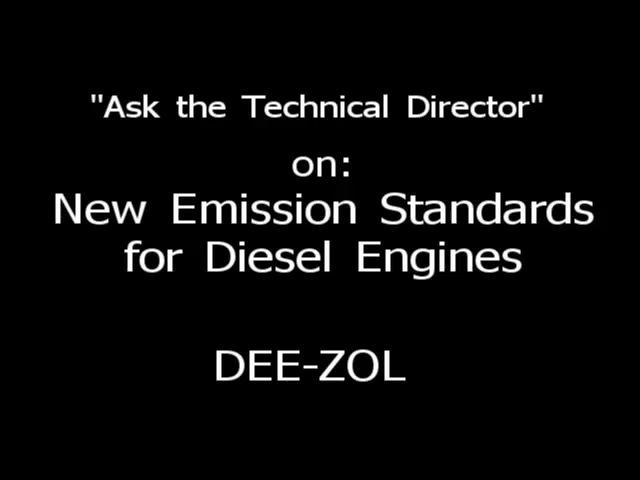 "Ask the Technical Director"
on:
New Emission Standards
for Diesel Engines
DEE-ZOL